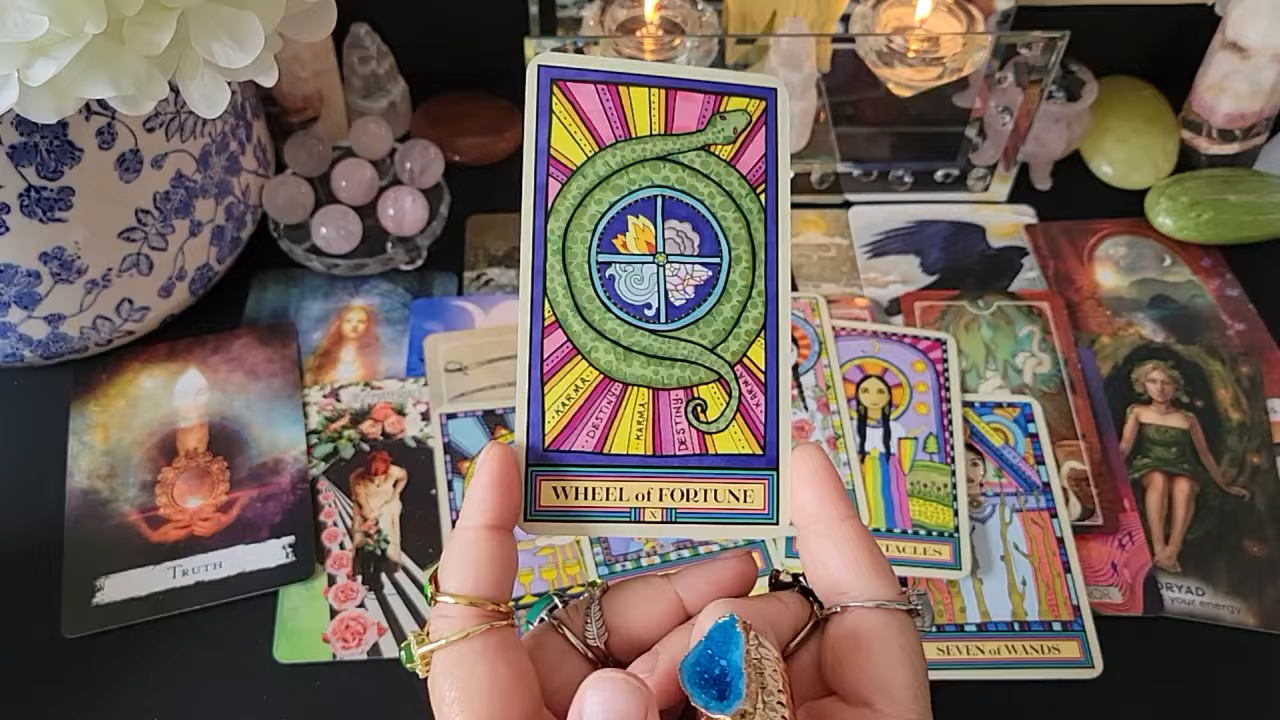 KARMA
DESTINY
KARMA
DESTINY
KARMA
WHEEL of FORTUNE
X
TRUTH
TACLES
SEVEN of WANDS
DRYAD
your energy